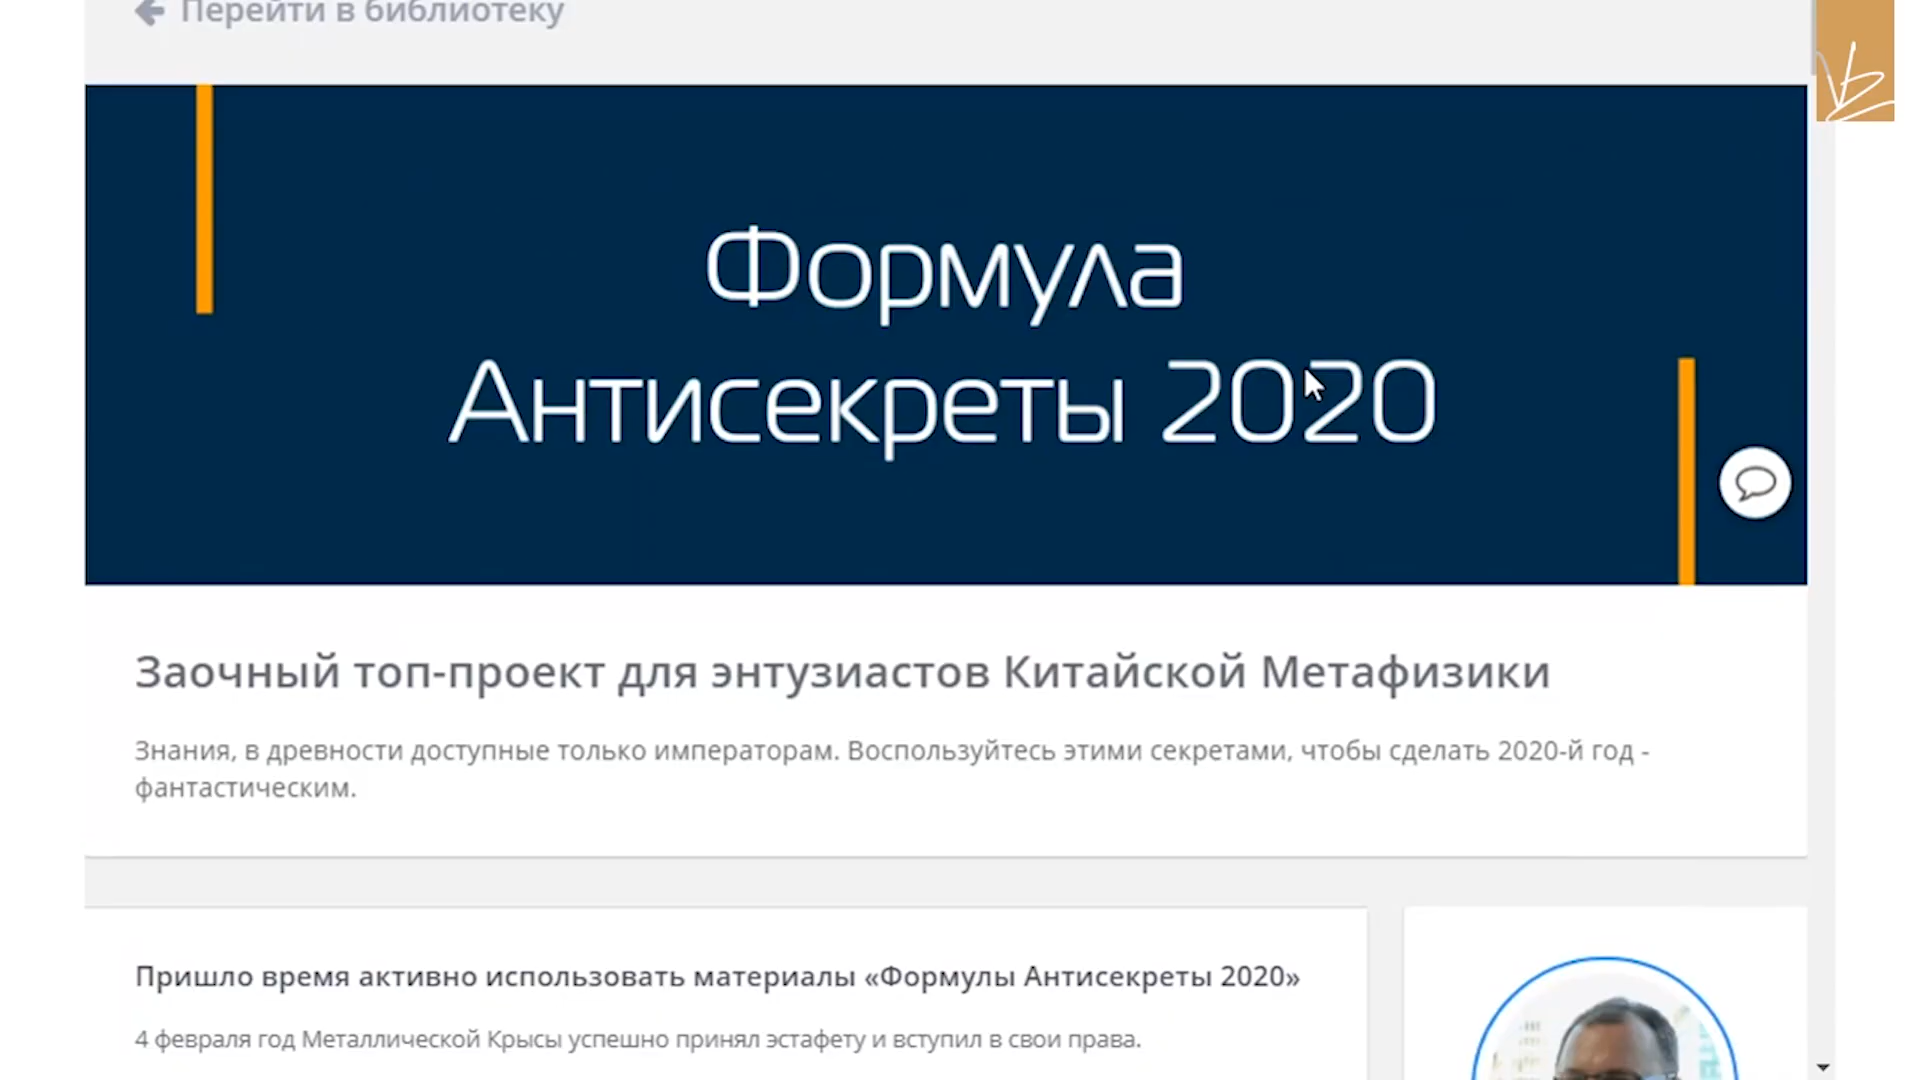 Перейти в библиотеку
Формула
Антисекреты 2020
Заочный топ-проект для энтузиастов Китайской Метафизики
Знания, в древности доступные только императорам. Воспользуйтесь этими секретами, чтобы сделать 2020-й год -
фантастическим.
Пришло время активно использовать материалы «Формулы Антисекреты 2020»
4 февраля год Металлической Крысы успешно принял эстафету и вступил в свои права.